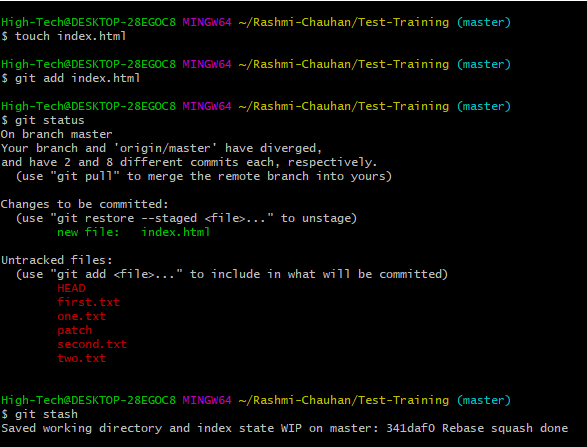 High-Tech@DESKTOP-28EGOC8 MINGW64 ~/Rashmi-Chauhan/Test-Training (master)
$ touch index.html
High-Tech@DESKTOP-28EGOC8 MINGW64 ~/Rashmi-Chauhan/Test-Training (master)
$ git add index.html
High-Tech@DESKTOP-28EGOC8 MINGW64 ~/Rashmi-Chauhan/Test-Training (master)
$ git status
On branch master
Your branch and 'origin/master' have diverged,
and have 2 and 8 different commits each, respectively.
  (use "git pull" to merge the remote branch into yours)
Changes to be committed:
  (use "git restore --staged <file>..." to unstage)
        new file:   index.html
Untracked files:
  (use "git add <file>..." to include in what will be committed)
        HEAD
        first.txt
        one.txt
        patch
        second.txt
        two.txt
High-Tech@DESKTOP-28EGOC8 MINGW64 ~/Rashmi-Chauhan/Test-Training (master)
$ git stash
Saved working directory and index state WIP on master: 341daf0 Rebase squash done